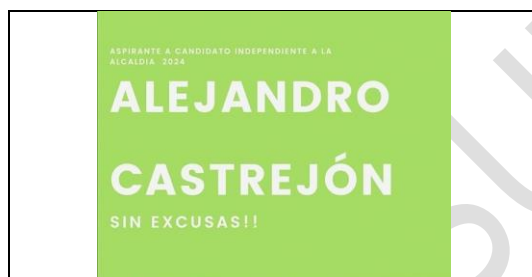 ASPIRANTE A CANDIDATO INDEPENDIENTE A LA
ALCALDIA 2024
ALEJANDRO
CASTREJÓN
SIN EXCUSAS!!